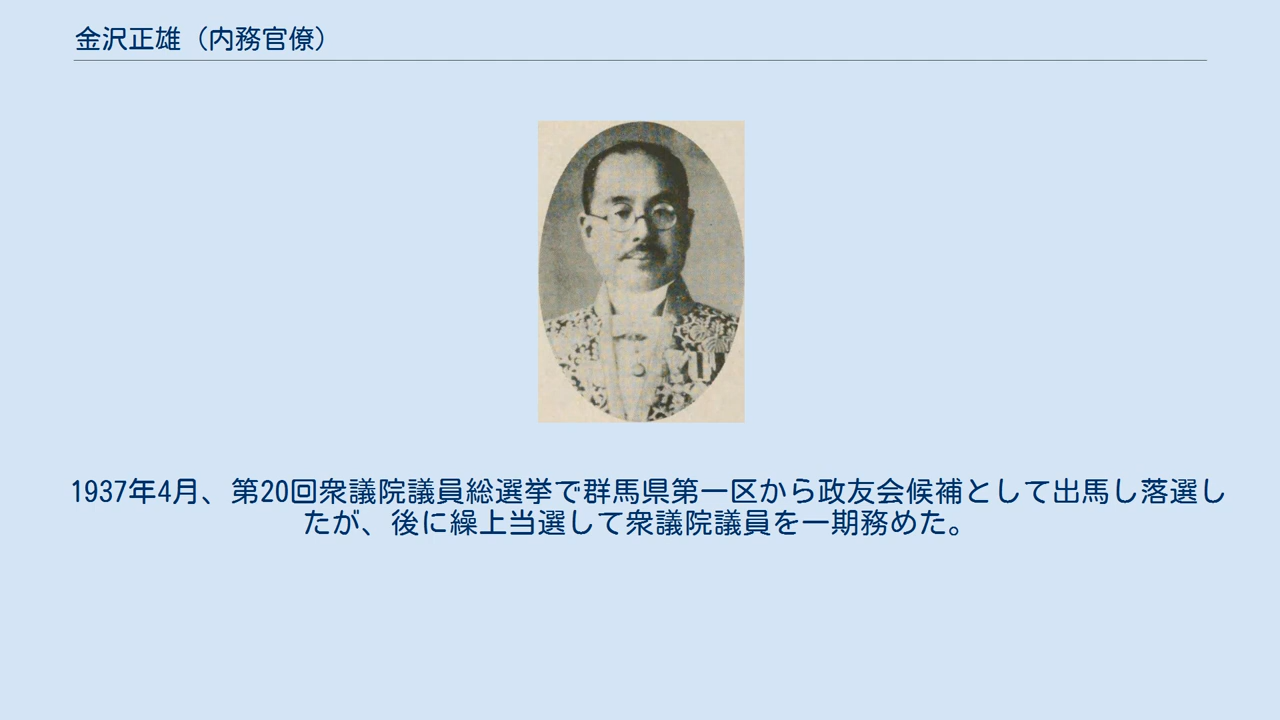 金沢正雄（内務官僚）
1937年4月、第20回衆議院議員総選挙で群馬県第一区から政友会候補として出馬し落選し
たが、後に繰上当選して衆議院議員を一期務めた。